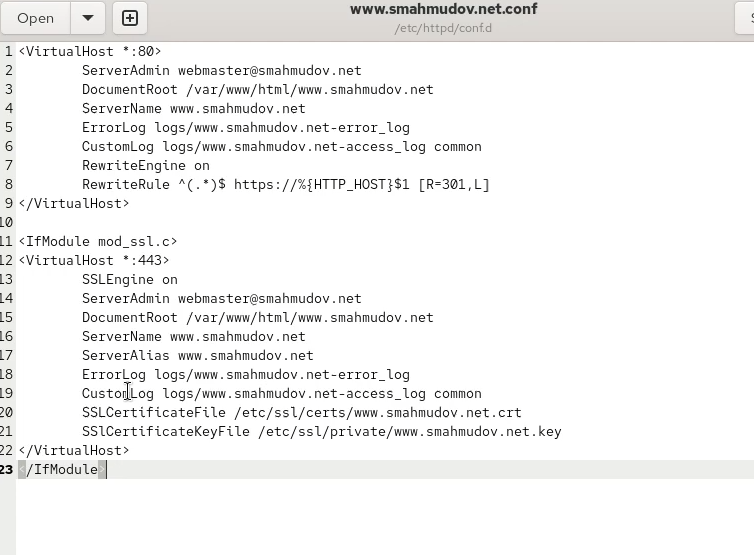 Open
www.smahmudov.net.conf
/etc/httpd/conf.d
S
1 <VirtualHost *:80>
2 ServerAdmin webmaster@smahmudov.net
3 DocumentRoot /var/www/html/www.smahmudov.net
4 ServerName www.smahmudov.net
5 ErrorLog logs/www.smahmudov.net-error_log
6 CustomLog logs/www.smahmudov.net-access_log common
7 RewriteEngine on
8 RewriteRule ^(.*)$ https://%{HTTP_HOST}$1 [R=301,L]
9 </VirtualHost>
10
11 <IfModule mod_ssl.c>
12 <VirtualHost *:443>
13 SSLEngine on
14 ServerAdmin webmaster@smahmudov.net
15 DocumentRoot /var/www/html/www.smahmudov.net
16 ServerName www.smahmudov.net
17 ServerAlias www.smahmudov.net
18 ErrorLog logs/www.smahmudov.net-error_log
19 CustomLog logs/www.smahmudov.net-access_log common
20 SSLCertificateFile /etc/ssl/certs/www.smahmudov.net.crt
21 SSlCertificateKeyFile /etc/ssl/private/www.smahmudov.net.key
22 </VirtualHost>
23 </IfModule>